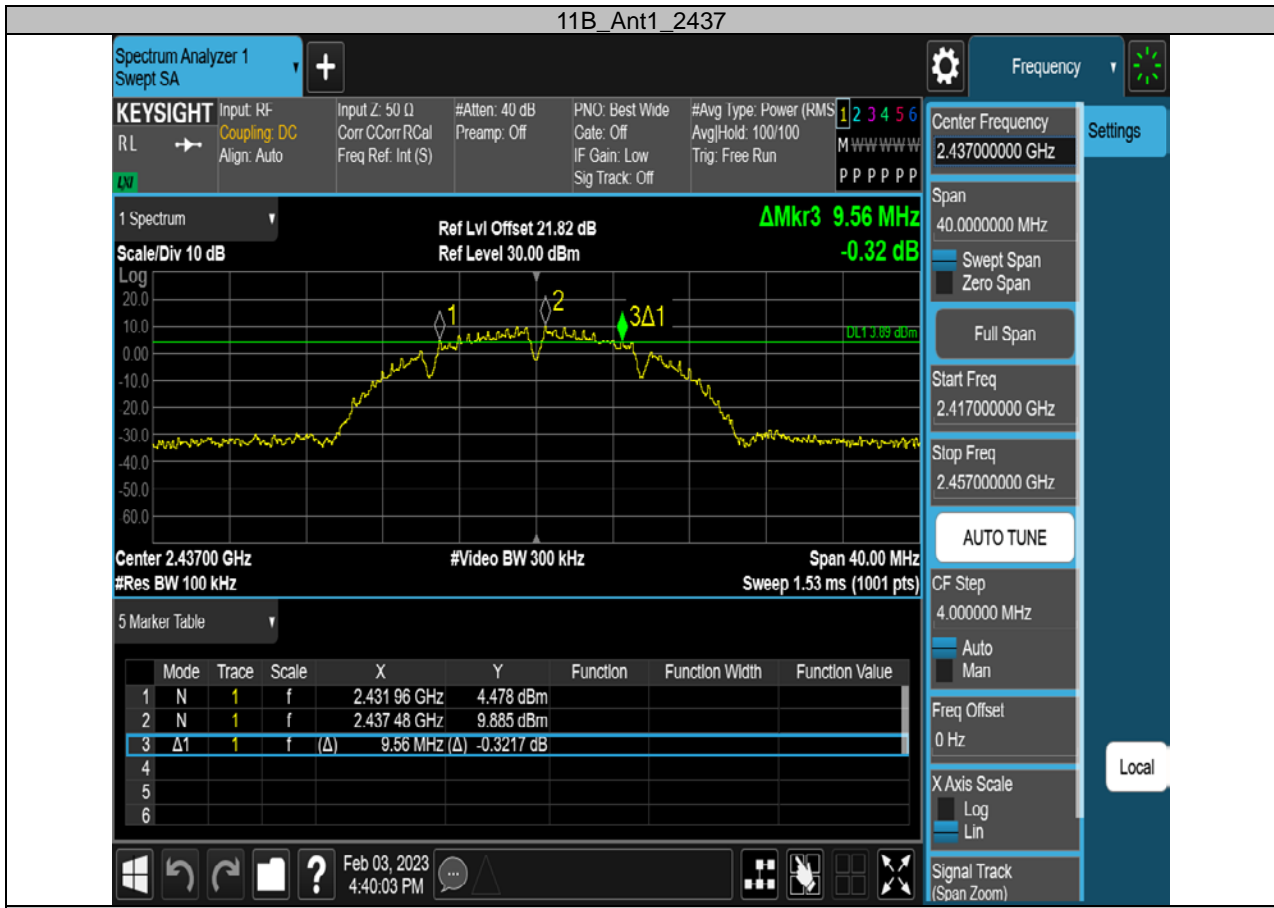 11B_Ant1_2437
Spectrum Analyzer 1
Swept SA
+
Frequency
KEYSIGHT
RL
LXI
Input: RF
Coupling: DC
Align: Auto
Input Z: 50 Ω
Corr CCorr RCal
Freq Ref: Int (S)
#Atten: 40 dB
Preamp: Off
PNO: Best Wide
Gate: Off
IF Gain: Low
Sig Track: Off
#Avg Type: Power (RMS
Avg|Hold: 100/100
Trig: Free Run
1 2 3 4 5 6
M W W W W W
P P P P P P
1 Spectrum
Scale/Div 10 dB
Ref Lvl Offset 21.82 dB
Ref Level 30.00 dBm
ΔMkr3 9.56 MHz
-0.32 dB
Log
20.0
10.0
0.00
-10.0
-20.0
-30.0
-40.0
-50.0
-60.0
1
2
3Δ1
DL1 3.89 dBm
Center 2.43700 GHz
#Video BW 300 kHz
Span 40.00 MHz
#Res BW 100 kHz
Sweep 1.53 ms (1001 pts)
5 Marker Table
Mode Trace Scale X Y Function Function Width Function Value
1 N 1 f 2.431 96 GHz 4.478 dBm
2 N 1 f 2.437 48 GHz 9.885 dBm
3 Δ1 1 f (Δ) 9.56 MHz (Δ) -0.3217 dB
4
5
6
?
Feb 03, 2023
4:40:03 PM
Center Frequency
2.437000000 GHz
Settings
Span
40.0000000 MHz
Swept Span
Zero Span
Full Span
Start Freq
2.417000000 GHz
Stop Freq
2.457000000 GHz
AUTO TUNE
CF Step
4.000000 MHz
Auto
Man
Freq Offset
0 Hz
X Axis Scale
Log
Lin
Local
Signal Track
(Span Zoom)